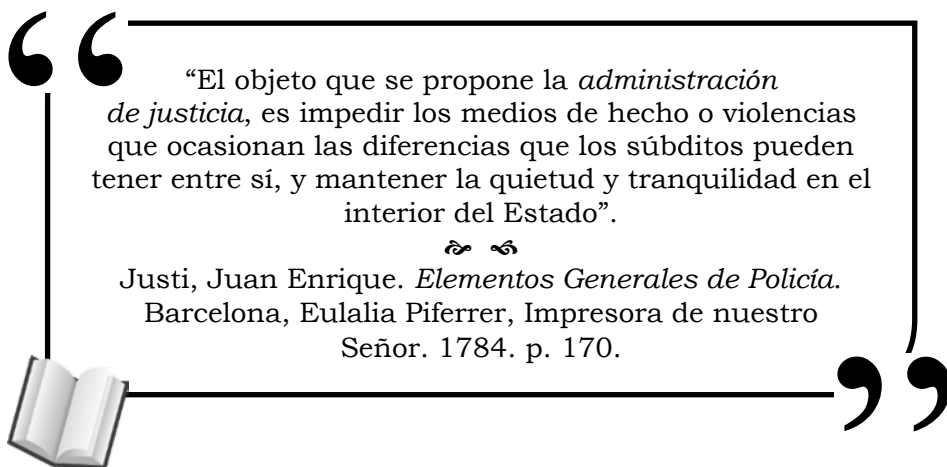 “El objeto que se propone la administración
de justicia, es impedir los medios de hecho o violencias
que ocasionan las diferencias que los súbditos pueden
tener entre sí, y mantener la quietud y tranquilidad en el
interior del Estado”.
Justi, Juan Enrique. Elementos Generales de Policía.
Barcelona, Eulalia Piferrer, Impresora de nuestro
Señor. 1784. p. 170.